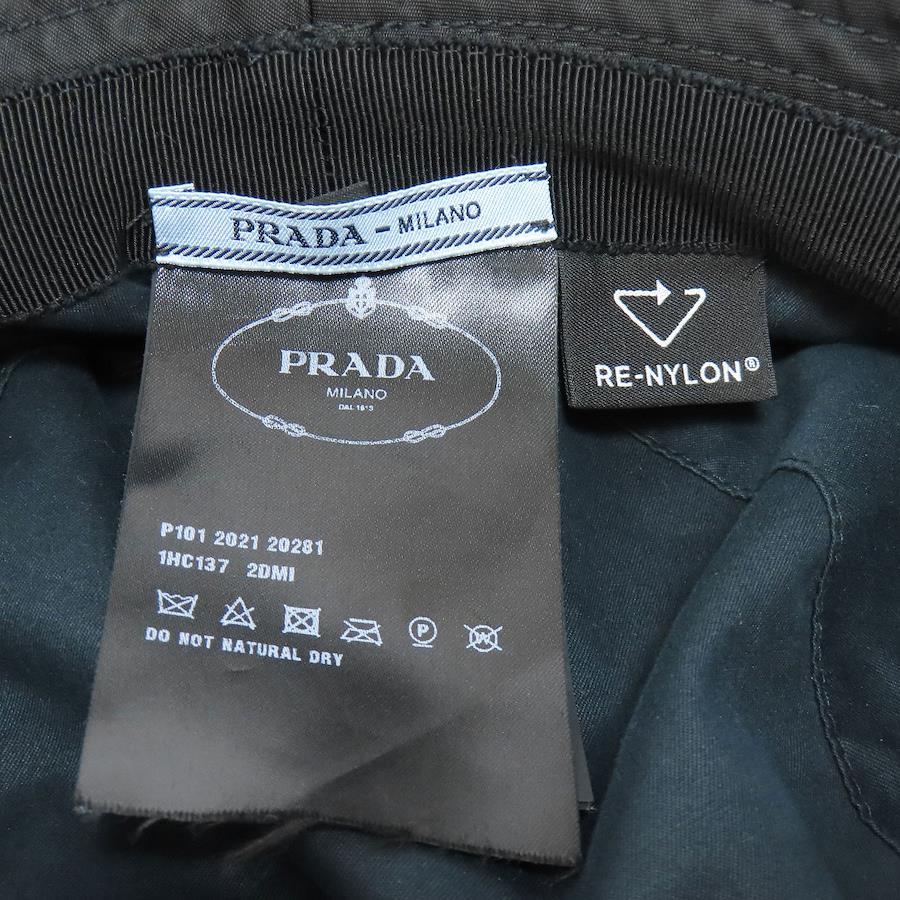 PRADA - MILANO
PRADA
MILANO
DAL 1913
RE-NYLON®
P101 2021 20281
1HC137 2DMI
P
W
DO NOT NATURAL DRY